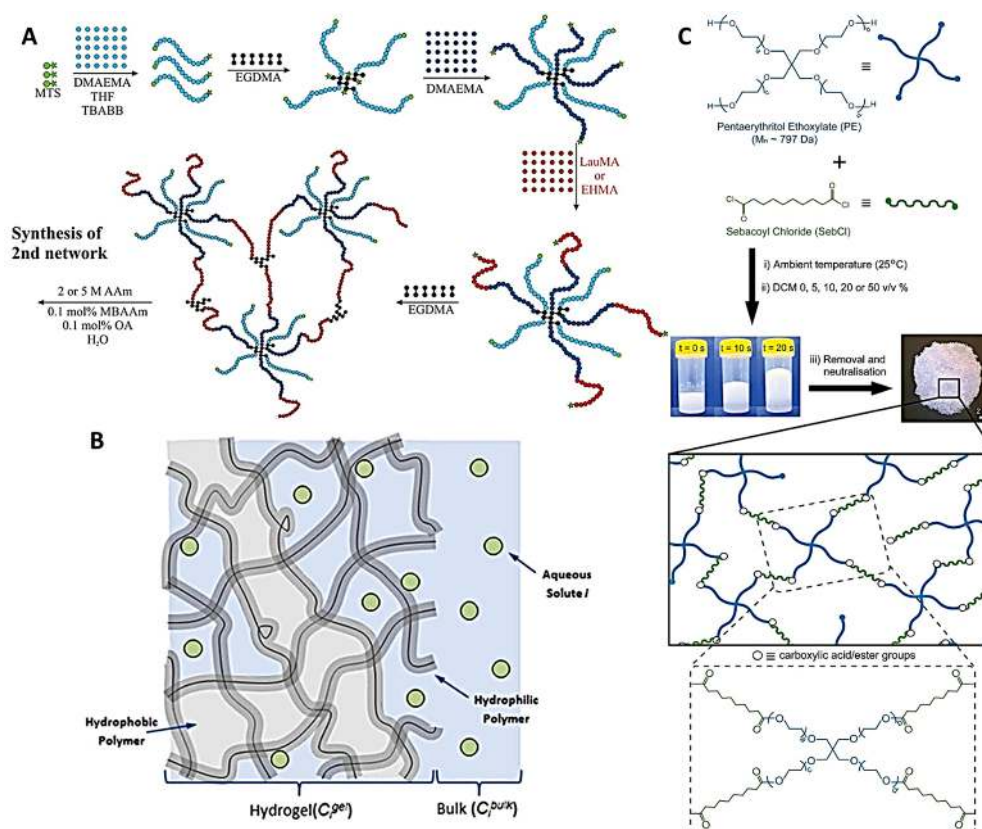 A
MTS
DMAEMA
THF
TBABB
EGDMA
DMAEMA
LauMA
or
EHMA
EGDMA
Synthesis of
2nd network
2 or 5 M AAm
0.1 mol% MBAAm
0.1 mol% OA
H₂O
B
Aqueous
Solute i
Hydrophilic
Polymer
Hydrophobic
Polymer
Hydrogel(Cᵢᵍᵉˡ)
Bulk (Cᵢᵇᵘˡᵏ)
C
Pentaerythritol Ethoxylate (PE)
(Mₙ ~ 797 Da)
+
Sebacoyl Chloride (SebCl)
i) Ambient temperature (25°C)
ii) DCM 0, 5, 10, 20 or 50 v/v %
t = 0 s
t = 10 s
t = 20 s
iii) Removal and
neutralisation
≡ carboxylic acid/ester groups